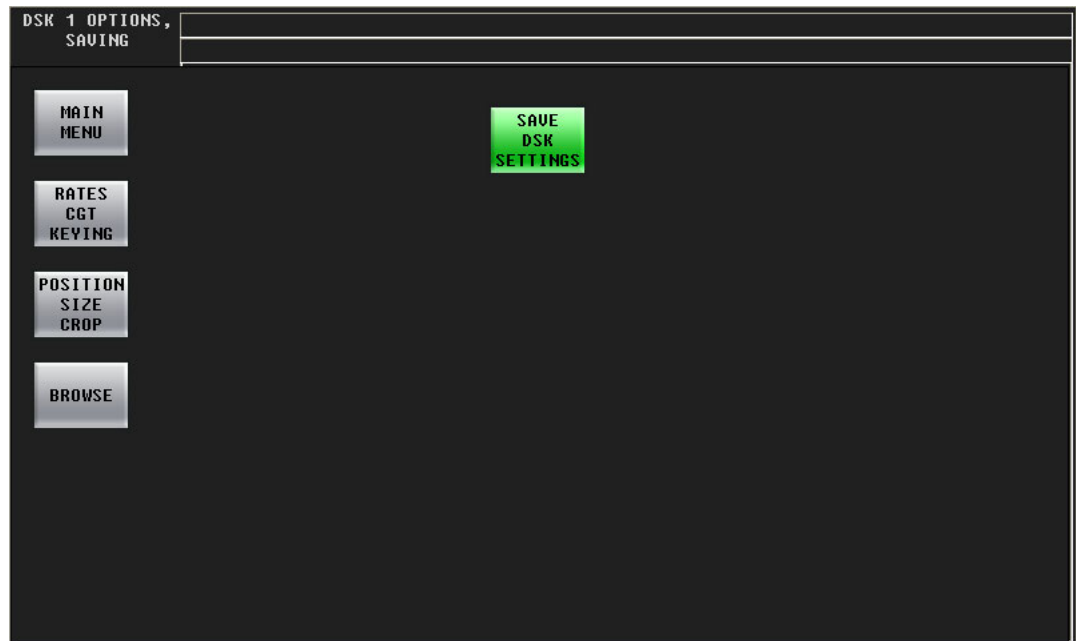 DSK 1 OPTIONS,
SAVING
MAIN
MENU
SAVE
DSK
SETTINGS
RATES
CGT
KEYING
POSITION
SIZE
CROP
BROWSE